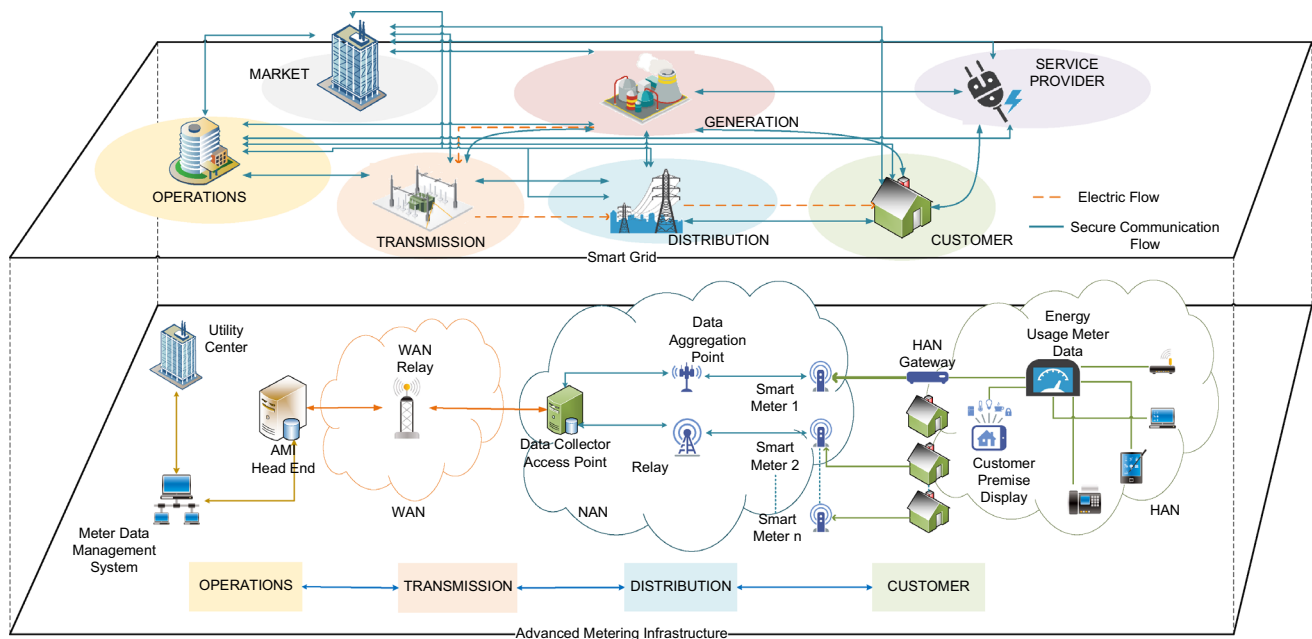 MARKET
SERVICE
PROVIDER
GENERATION
OPERATIONS
TRANSMISSION
DISTRIBUTION
CUSTOMER
Electric Flow
Secure Communication
Flow
Smart Grid
Utility
Center
WAN
Relay
Data
Aggregation
Point
HAN
Gateway
Energy
Usage Meter
Data
Smart
Meter 1
AMI
Head End
Data Collector
Access Point
Relay
Smart
Meter 2
Customer
Premise
Display
WAN
NAN
Smart
Meter n
HAN
Meter Data
Management
System
OPERATIONS
TRANSMISSION
DISTRIBUTION
CUSTOMER
Advanced Metering Infrastructure